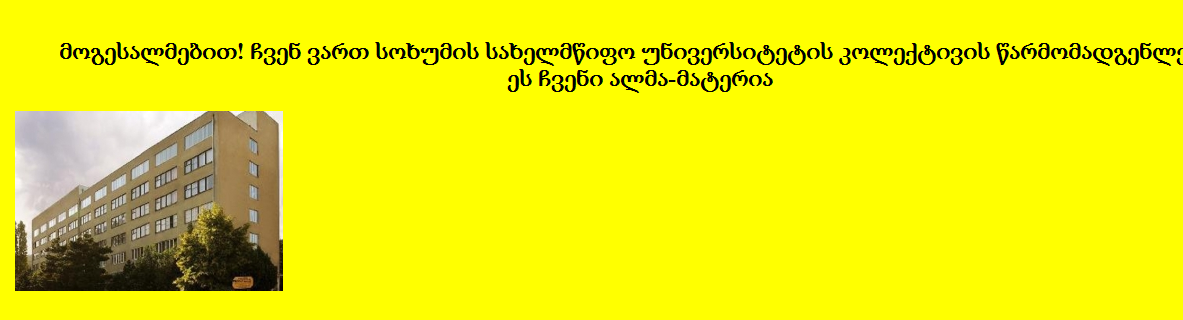 მოგესალმებით! ჩვენ ვართ სოხუმის სახელმწიფო უნივერსიტეტის კოლექტივის
ეს ჩვენი ალმა-მატერია